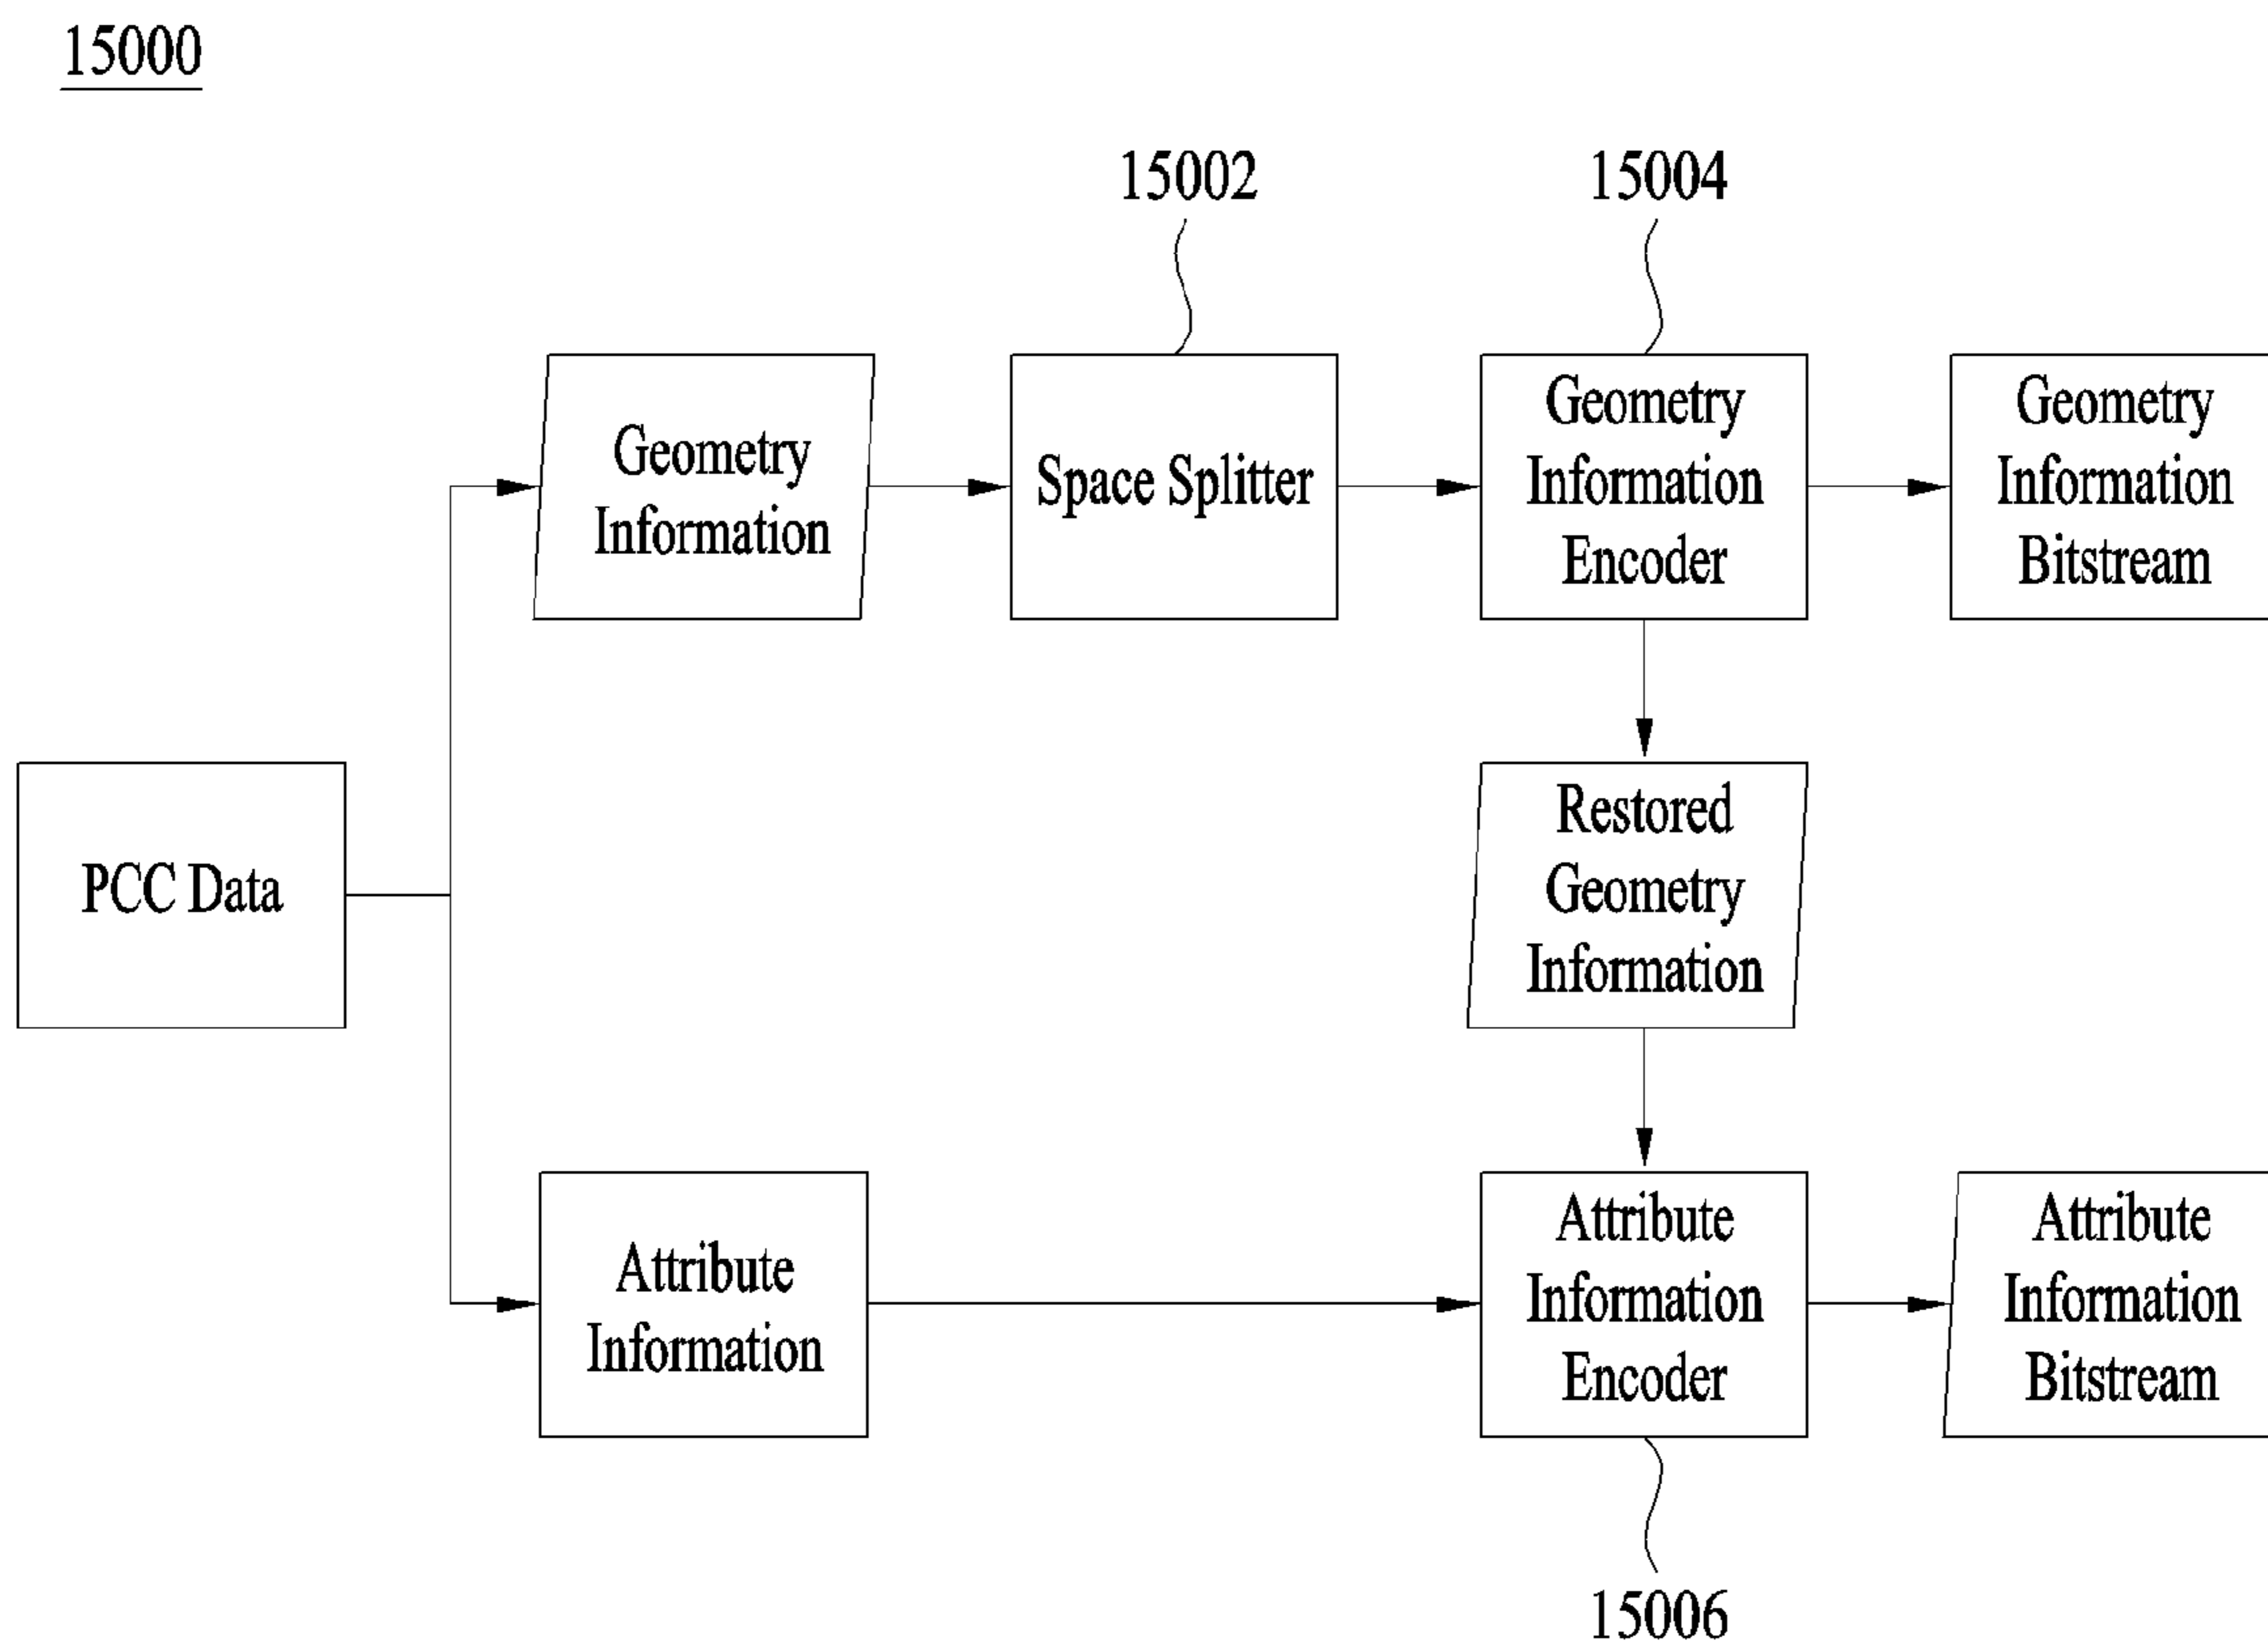 15000
15002
15004
Geometry
Information
Space Splitter
Geometry
Information
Encoder
Geometry
Information
Bitstream
PCC Data
Restored
Geometry
Information
Attribute
Information
Attribute
Information
Encoder
Attribute
Information
Bitstream
15006